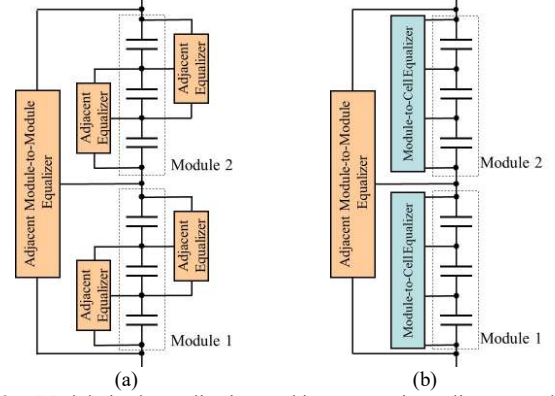 Adjacent Module-to-Module
Equalizer
Adjacent
Equalizer
Adjacent
Equalizer
Module 2
Adjacent
Equalizer
Adjacent
Equalizer
Module 1
(a)
Adjacent Module-to-Module
Equalizer
Module-to-Cell Equalizer
Module 2
Module-to-Cell Equalizer
Module 1
(b)